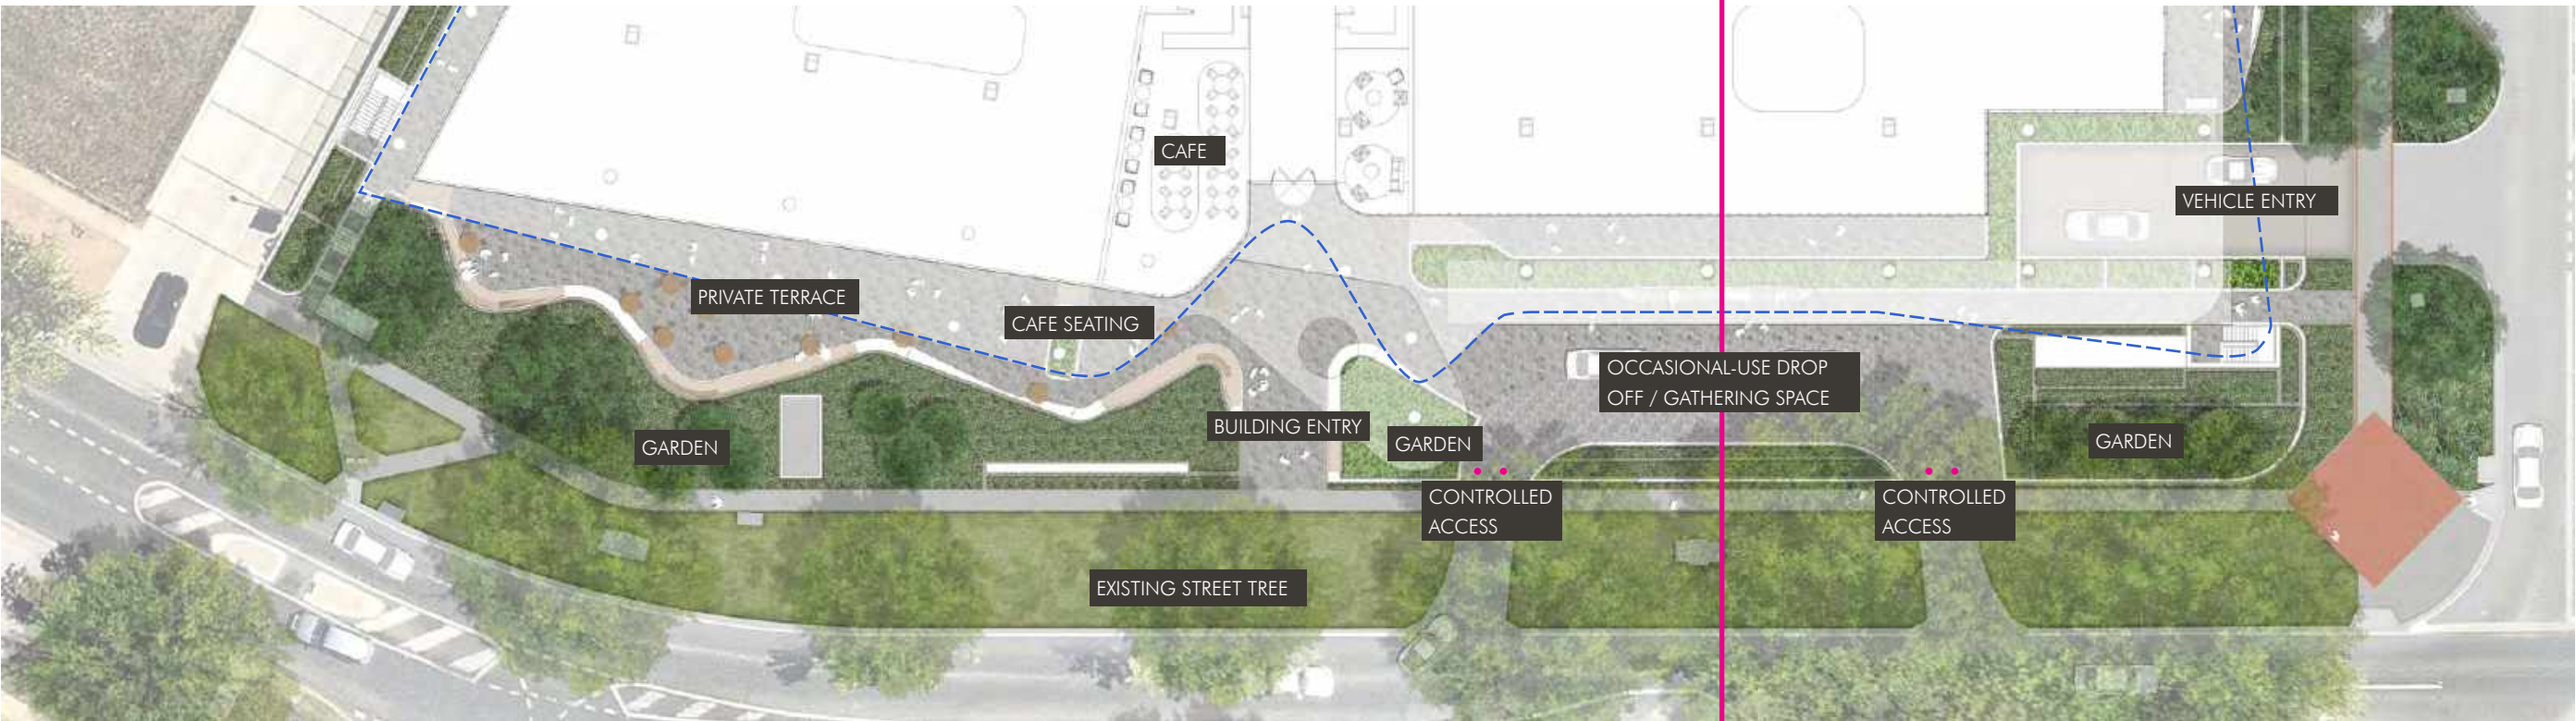 CAFE
VEHICLE ENTRY
PRIVATE TERRACE
CAFE SEATING
OCCASIONAL-USE DROP
OFF / GATHERING SPACE
BUILDING ENTRY
GARDEN
GARDEN
GARDEN
CONTROLLED
ACCESS
CONTROLLED
ACCESS
EXISTING STREET TREE